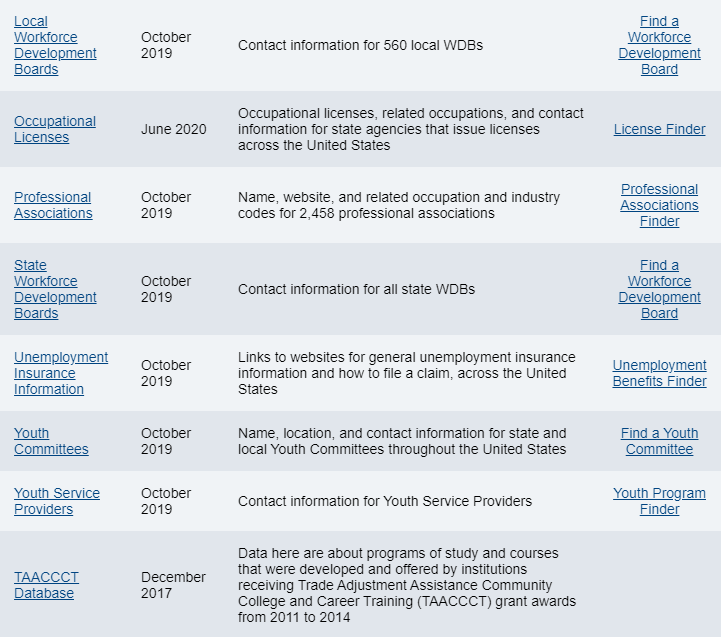 Local
Workforce
Development
Boards
October
2019
Contact information for 560 local WDBs
Find a
Workforce
Development
Board
Occupational
Licenses
June 2020
Occupational licenses, related occupations, and contact
information for state agencies that issue licenses
across the United States
License Finder
Professional
Associations
October
2019
Name, website, and related occupation and industry
codes for 2,458 professional associations
Professional
Associations
Finder
State
Workforce
Development
Boards
October
2019
Contact information for all state WDBs
Find a
Workforce
Development
Board
Unemployment
Insurance
Information
October
2019
Links to websites for general unemployment insurance
information and how to file a claim, across the United
States
Unemployment
Benefits Finder
Youth
Committees
October
2019
Name, location, and contact information for state and
local Youth Committees throughout the United States
Find a Youth
Committee
Youth Service
Providers
October
2019
Contact information for Youth Service Providers
Youth Program
Finder
TAACCCT
Database
December
2017
Data here are about programs of study and courses
that were developed and offered by institutions
receiving Trade Adjustment Assistance Community
College and Career Training (TAACCCT) grant awards
from 2011 to 2014